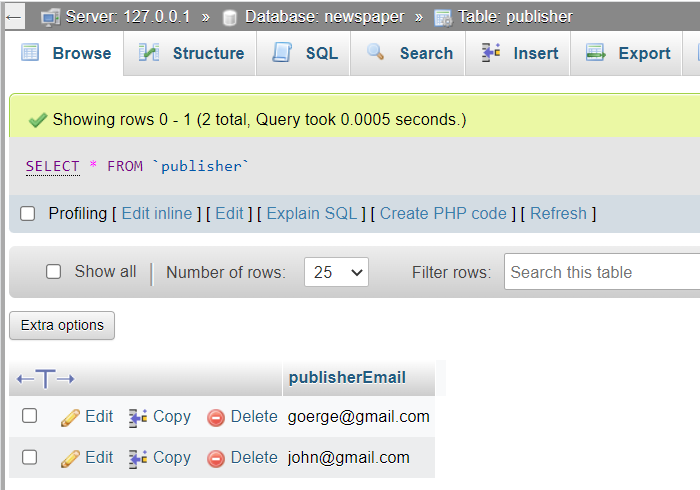 ← Server: 127.0.0.1 » Database: newspaper » Table: publisher
Browse Structure SQL Search Insert Export
Showing rows 0 - 1 (2 total, Query took 0.0005 seconds.)
SELECT * FROM `publisher`
Profiling [ Edit inline ] [ Edit ] [ Explain SQL ] [ Create PHP code ] [ Refresh ]
Show all | Number of rows: 25 Filter rows: Search this table
Extra options
←T→ publisherEmail
Edit Copy Delete goerge@gmail.com
Edit Copy Delete john@gmail.com